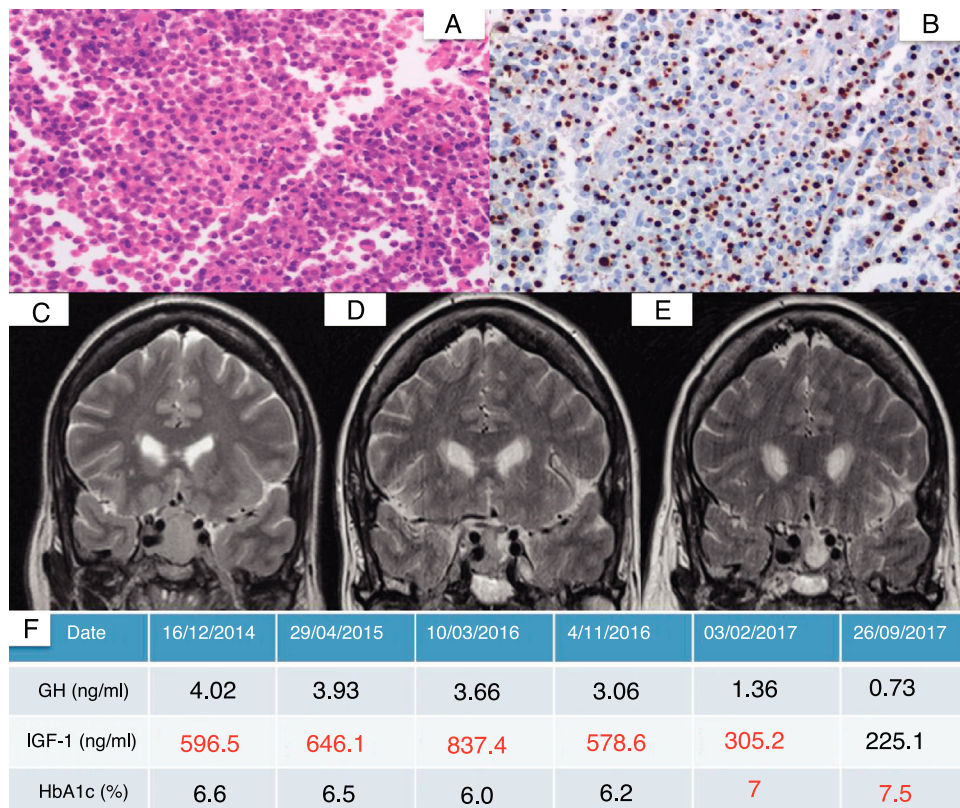 A
B
C
D
E
F
Date 16/12/2014 29/04/2015 10/03/2016 4/11/2016 03/02/2017 26/09/2017
GH (ng/ml) 4.02 3.93 3.66 3.06 1.36 0.73
IGF-1 (ng/ml) 596.5 646.1 837.4 578.6 305.2 225.1
HbA1c (%) 6.6 6.5 6.0 6.2 7 7.5